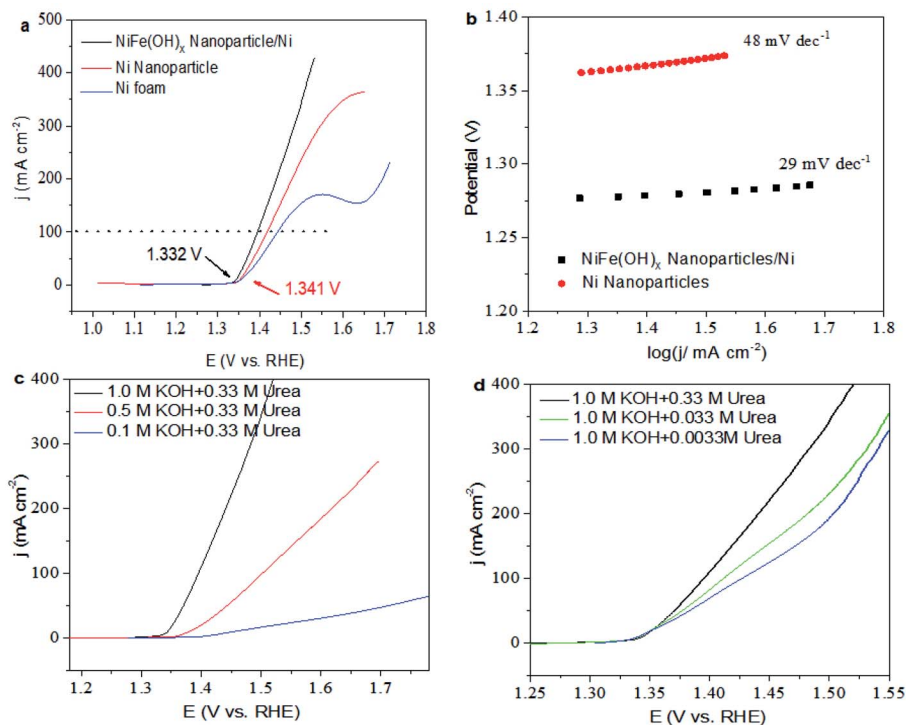 a
500
400
300
200
100
0
j (mA cm⁻²)
NiFe(OH)ₓ Nanoparticle/Ni
Ni Nanoparticle
Ni foam
1.332 V
1.341 V
1.0 1.1 1.2 1.3 1.4 1.5 1.6 1.7 1.8
E (V vs. RHE)
b
1.40
1.35
1.30
1.25
1.20
Potential (V)
48 mV dec⁻¹
29 mV dec⁻¹
NiFe(OH)ₓ Nanoparticles/Ni
Ni Nanoparticles
1.2 1.3 1.4 1.5 1.6 1.7 1.8
log(j/ mA cm⁻²)
c
400
300
200
100
0
j (mA cm⁻²)
1.0 M KOH+0.33 M Urea
0.5 M KOH+0.33 M Urea
0.1 M KOH+0.33 M Urea
1.2 1.3 1.4 1.5 1.6 1.7
E (V vs. RHE)
d
400
300
200
100
0
j (mA cm⁻²)
1.0 M KOH+0.33 M Urea
1.0 M KOH+0.033 M Urea
1.0 M KOH+0.0033M Urea
1.25 1.30 1.35 1.40 1.45 1.50 1.55
E (V vs. RHE)